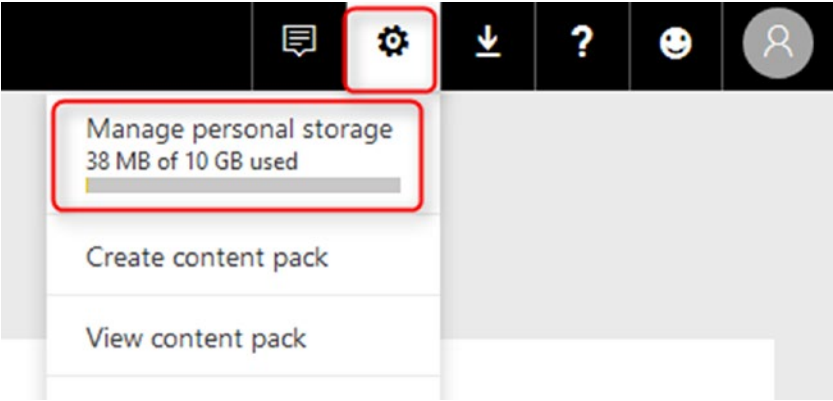 ?
Manage personal storage
38 MB of 10 GB used
Create content pack
View content pack